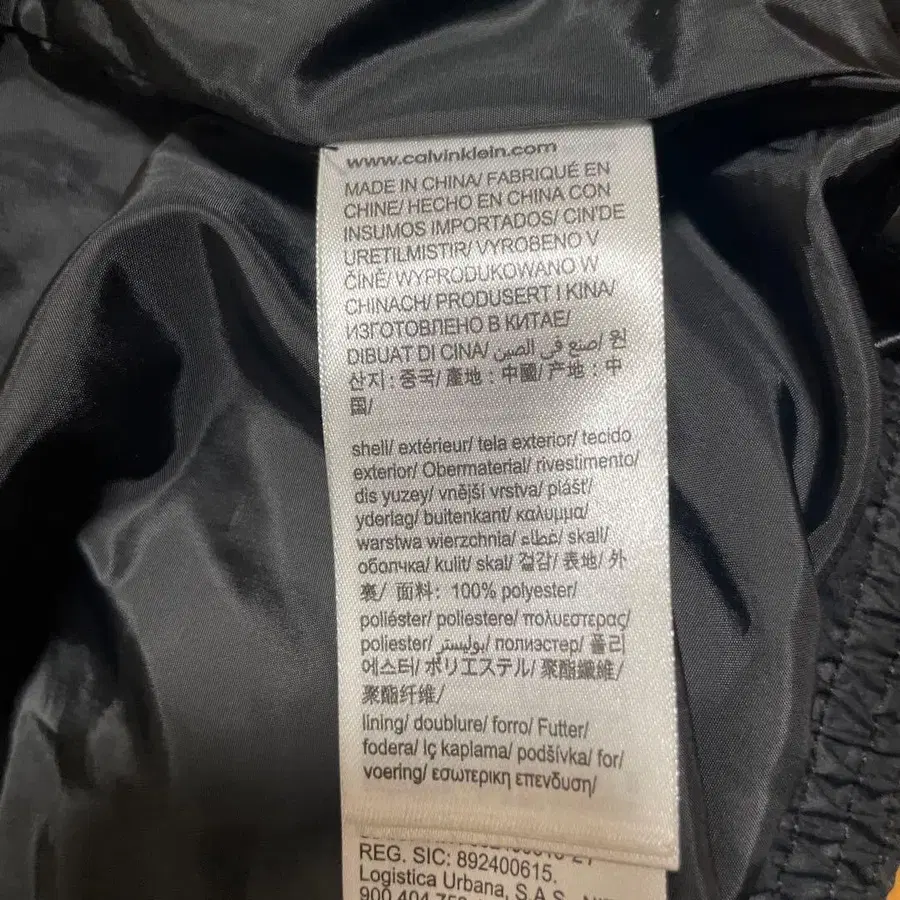 www.calvinklein.com
MADE IN CHINA/ FABRIQUÉ EN
CHINE/ HECHO EN CHINA CON
INSUMOS IMPORTADOS/ CIN'DE
URETILMISTIR/ VYROBENO V
ČÍNĚ/ WYPRODUKOWANO W
CHINACH/ PRODUSERT I KINA/
ИЗГОТОВЛЕНО В КИТАЕ/
DIBUAT DI CINA/ صنع في الصين/ 원
산지 : 중국/ 產地 : 中國/ 产地 : 中
国/
shell/ extérieur/ tela exterior/ tecido
exterior/ Obermaterial/ rivestimento/
dis yuzey/ vnější vrstva/ plášť/
yderlag/ buitenkant/ καλυμμα/
warstwa wierzchnia/ غطاء/ skall/
оболчка/ kulit/ skal/ 겉감/ 表地/ 外
裏/ 面料: 100% polyester/
poliéster/ poliestere/ πολυεστερας/
poliester/ بوليستر/ полиэстер/ 폴리
에스터/ ポリエステル/ 聚酯纖維/
聚酯纤维/
lining/ doublure/ forro/ Futter/
fodera/ iç kaplama/ podšívka/ for/
voering/ εσωτερικη επενδυση/
REG. SIC: 892400615.
Logistica Urbana, S.A.S.